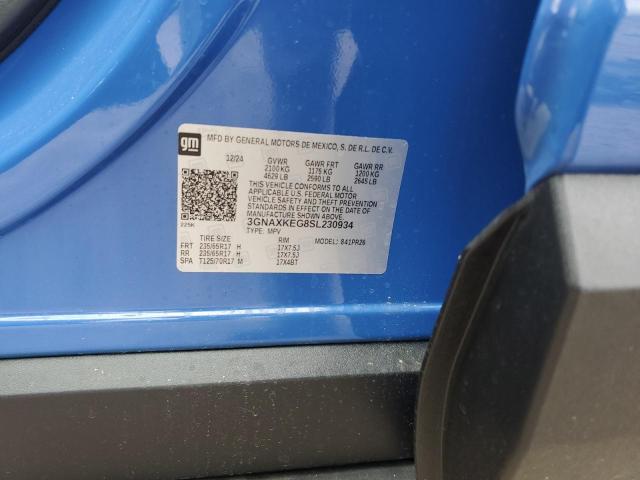 gm
MFD BY GENERAL MOTORS DE MEXICO, S. DE R.L. DE C.V.
12/24 GVWR GAWR FRT GAWR RR
2100 KG 1175 KG 1200 KG
4629 LB 2590 LB 2645 LB
THIS VEHICLE CONFORMS TO ALL
APPLICABLE U.S. FEDERAL MOTOR
VEHICLE SAFETY AND THEFT PREVENTION
STANDARDS IN EFFECT ON THE DATE OF
MANUFACTURE SHOWN ABOVE.
225K 3GNAXKEG8SL230934
TYPE: MPV
TIRE SIZE RIM MODEL: 841PR26
FRT 235/65R17 H 17X7.5J
RR 235/65R17 H 17X7.5J
SPA T125/70R17 M 17X4BT